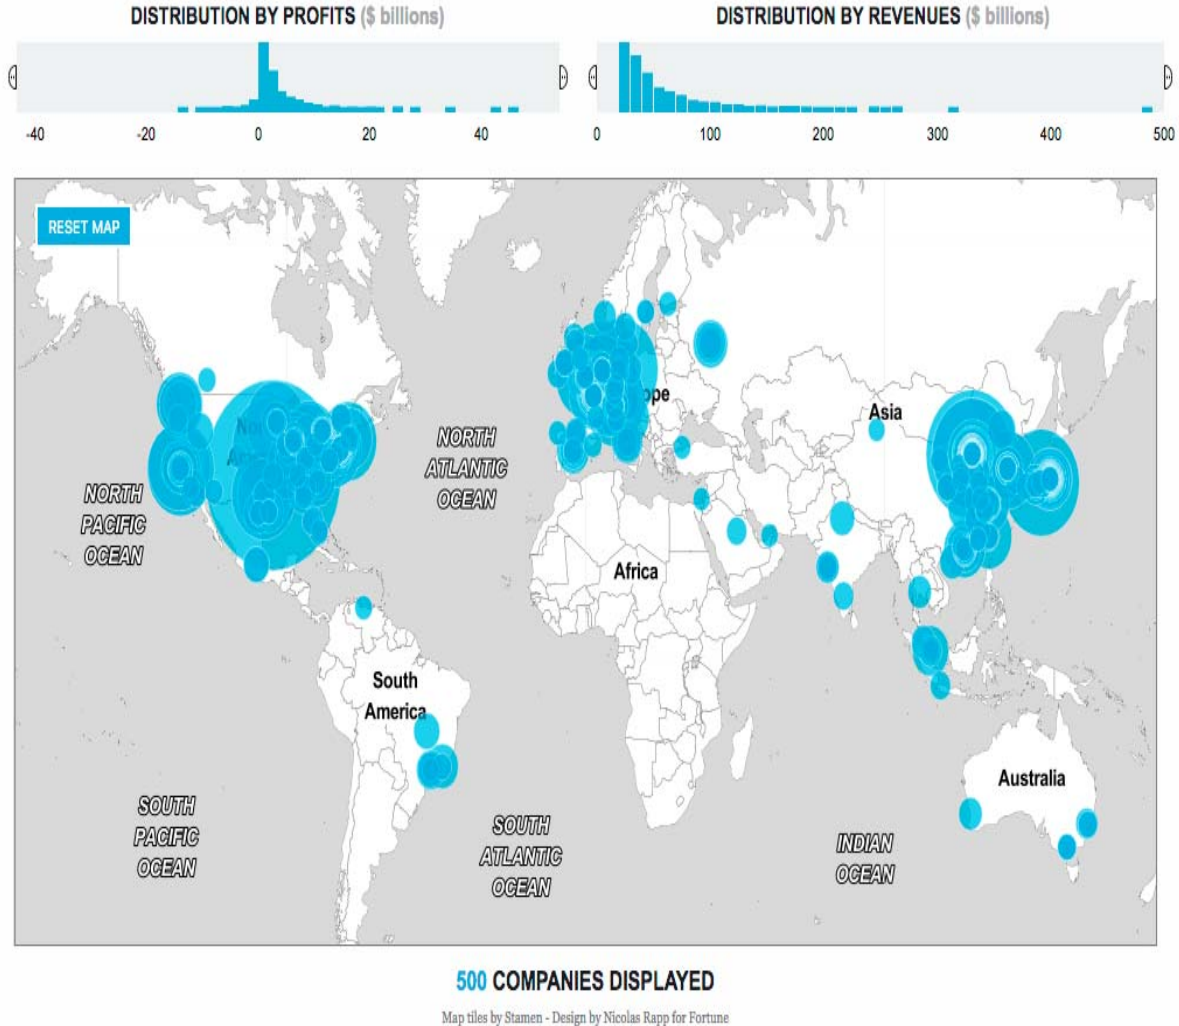 DISTRIBUTION BY PROFITS ($ billions)
DISTRIBUTION BY REVENUES ($ billions)
-40 -20 0 20 40
0 100 200 300 400 500
RESET MAP
Asia
NORTH
ATLANTIC
OCEAN
NORTH
PACIFIC
OCEAN
Africa
South
America
Australia
SOUTH
PACIFIC
OCEAN
SOUTH
ATLANTIC
OCEAN
INDIAN
OCEAN
500 COMPANIES DISPLAYED
Map tiles by Stamen - Design by Nicolas Rapp for Fortune